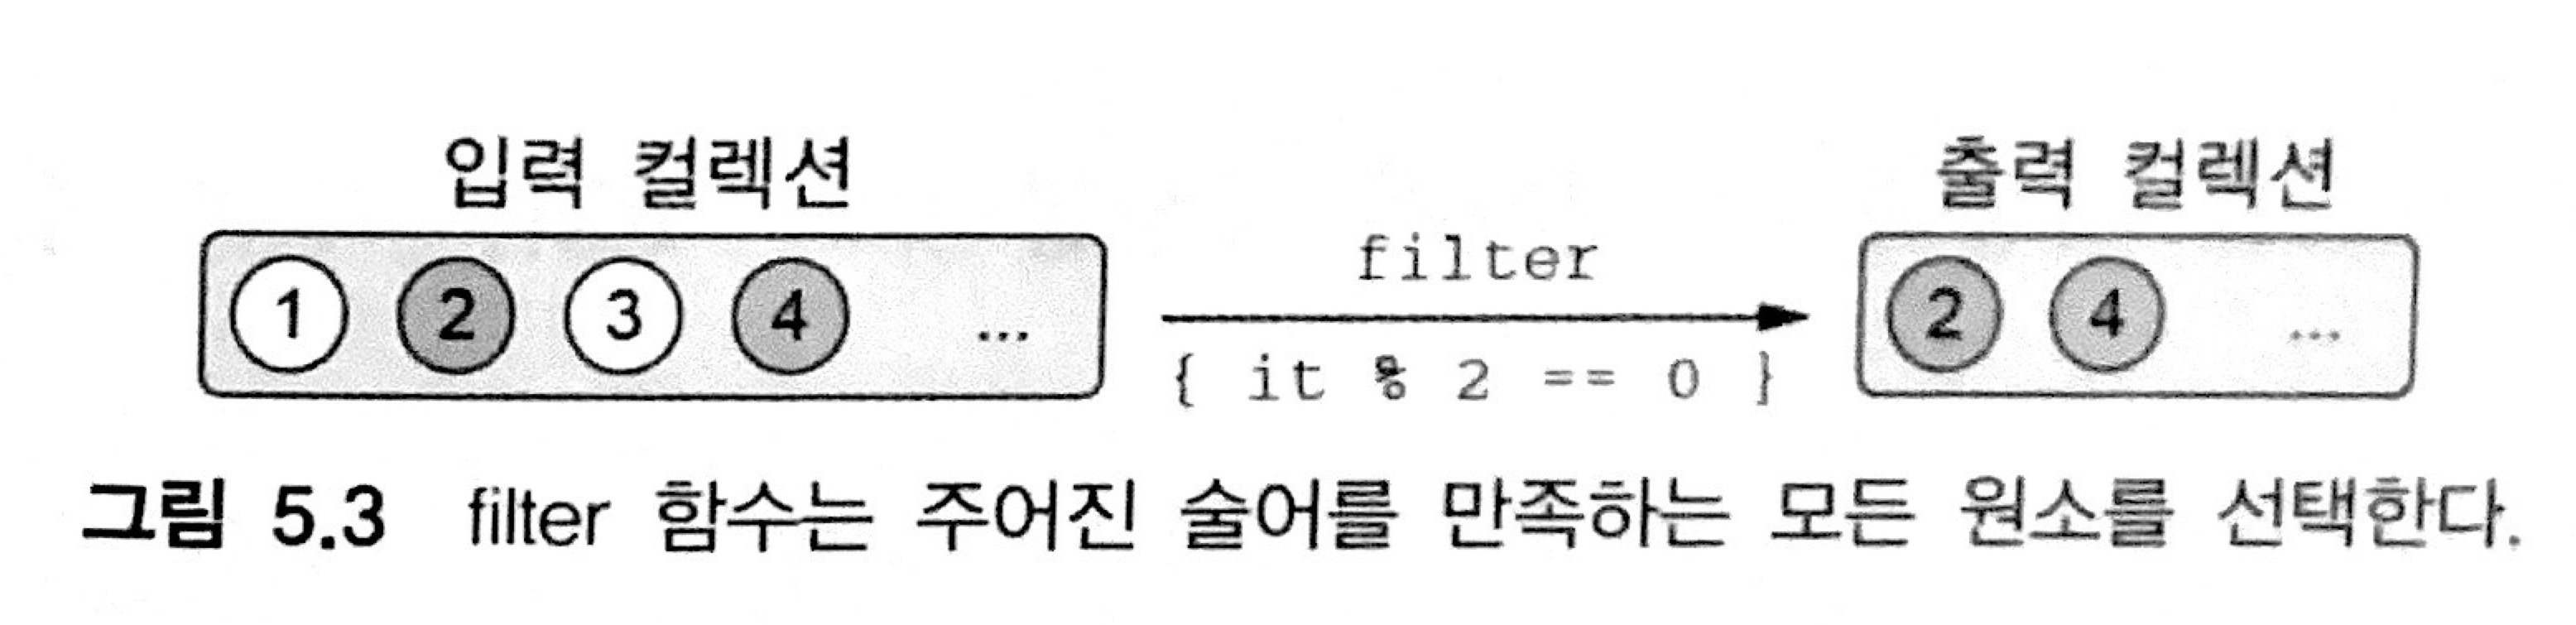 입력 컬렉션
1 2 3 4 ...
filter
{ it % 2 == 0 }
출력 컬렉션
2 4 ...
그림 5.3 filter 함수는 주어진 술어를 만족하는 모든 원소를 선택한다.